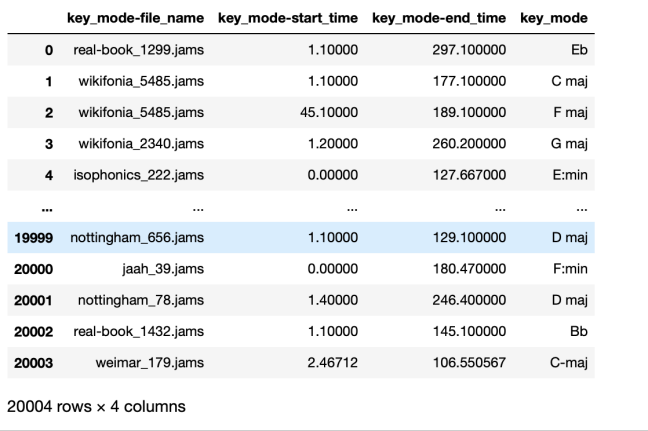 key_mode-file_name key_mode-start_time key_mode-end_time key_mode
0 real-book_1299.jams 1.10000 297.100000 Eb
1 wikifonia_5485.jams 1.10000 177.100000 C maj
2 wikifonia_5485.jams 45.10000 189.100000 F maj
3 wikifonia_2340.jams 1.20000 260.200000 G maj
4 isophonics_222.jams 0.00000 127.667000 E:min
... ... ... ... ...
19999 nottingham_656.jams 1.10000 129.100000 D maj
20000 jaah_39.jams 0.00000 180.470000 F:min
20001 nottingham_78.jams 1.40000 246.400000 D maj
20002 real-book_1432.jams 1.10000 145.100000 Bb
20003 weimar_179.jams 2.46712 106.550567 C-maj
20004 rows × 4 columns